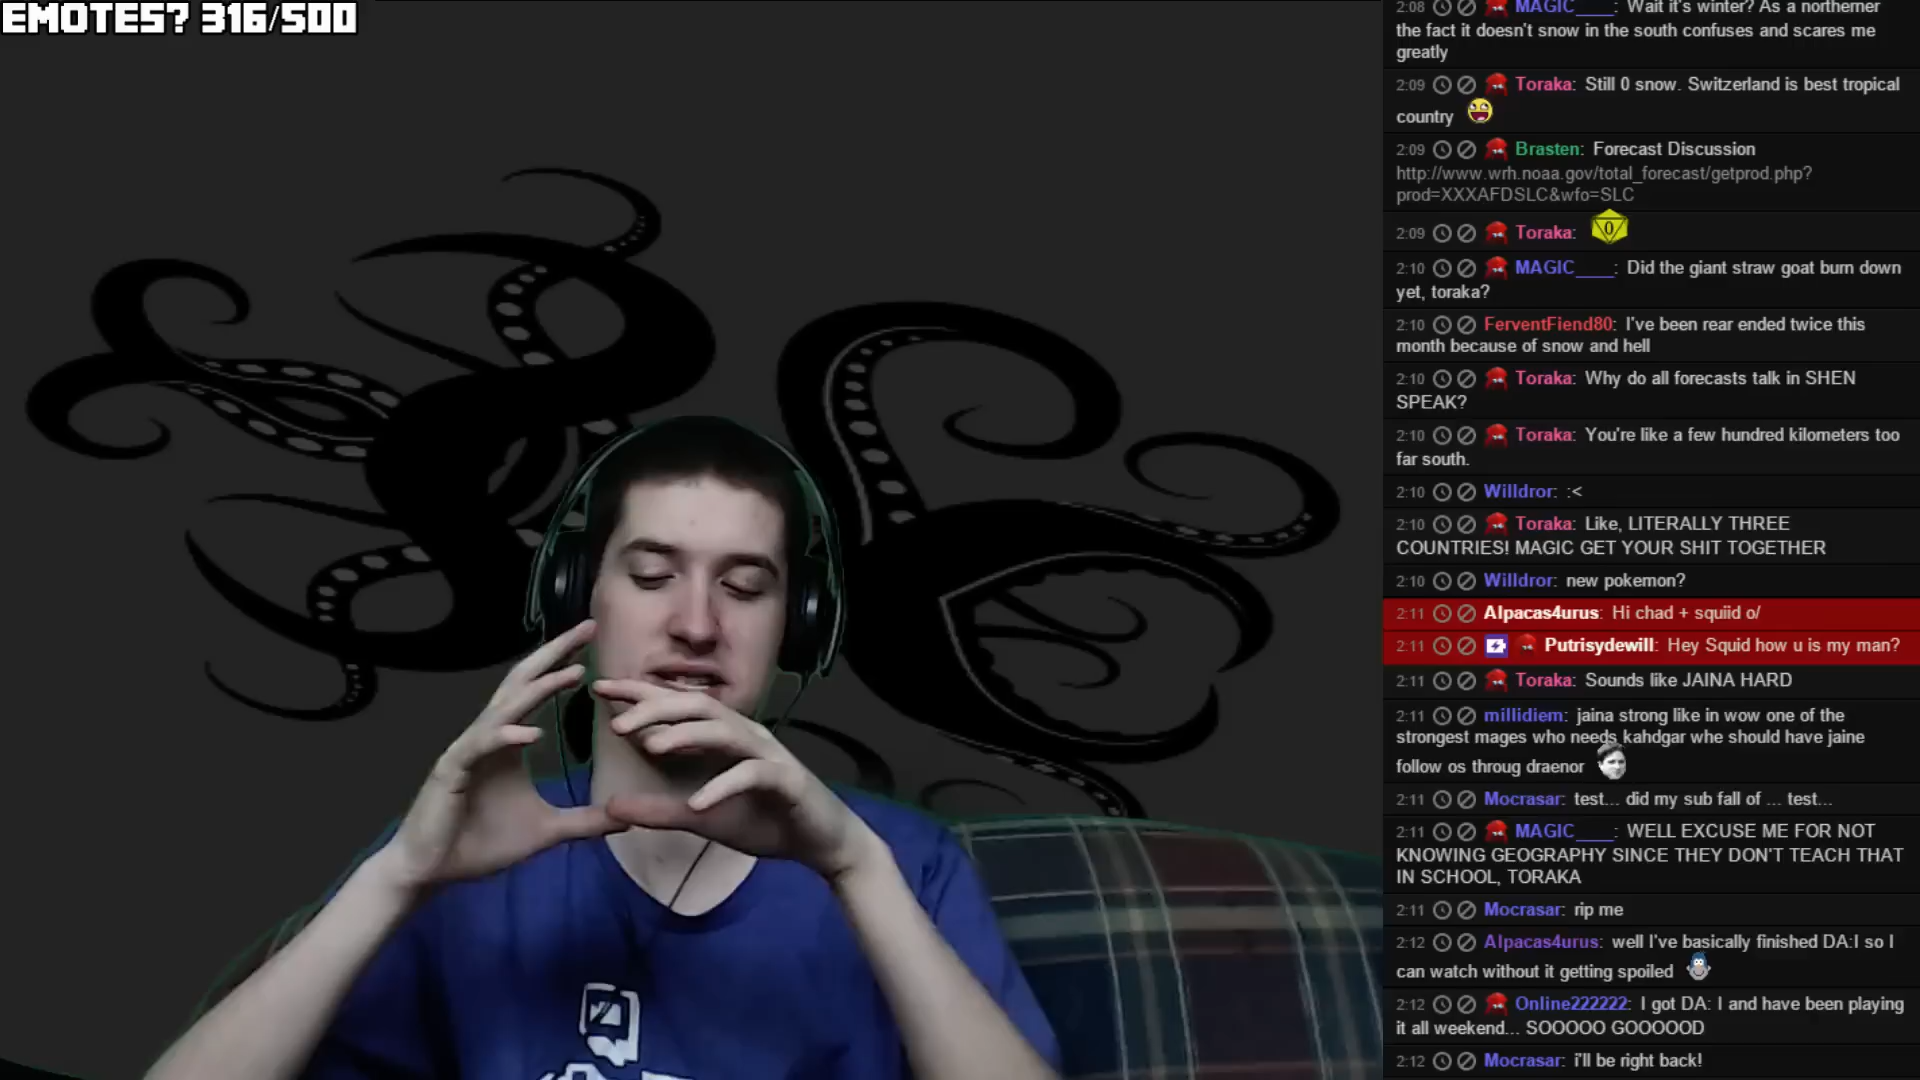 EMOTES? 316/500
2:08 MAGIC____: Wait it's winter? As a northerner
the fact it doesn't snow in the south confuses and scares me
greatly
2:09 Toraka: Still 0 snow. Switzerland is best tropical
country
2:09 Brasten: Forecast Discussion
http://www.wrh.noaa.gov/total_forecast/getprod.php?
prod=XXXAFDSLC&wfo=SLC
2:09 Toraka: 0
2:10 MAGIC____: Did the giant straw goat burn down
yet, toraka?
2:10 FerventFiend80: I've been rear ended twice this
month because of snow and hell
2:10 Toraka: Why do all forecasts talk in SHEN
SPEAK?
2:10 Toraka: You're like a few hundred kilometers too
far south.
2:10 Willdror: :<
2:10 Toraka: Like, LITERALLY THREE
COUNTRIES! MAGIC GET YOUR SHIT TOGETHER
2:10 Willdror: new pokemon?
2:11 Alpacas4urus: Hi chad + squiid o/
2:11 Putrisydewill: Hey Squid how u is my man?
2:11 Toraka: Sounds like JAINA HARD
2:11 millidiem: jaina strong like in wow one of the
strongest mages who needs kahdgar whe should have jaine
follow os throug draenor
2:11 Mocrasar: test... did my sub fall of ... test...
2:11 MAGIC____: WELL EXCUSE ME FOR NOT
KNOWING GEOGRAPHY SINCE THEY DON'T TEACH THAT
IN SCHOOL, TORAKA
2:11 Mocrasar: rip me
2:12 Alpacas4urus: well I've basically finished DA:I so I
can watch without it getting spoiled
2:12 Online222222: I got DA: I and have been playing
it all weekend... SOOOOO GOOOOOD
2:12 Mocrasar: i'll be right back!